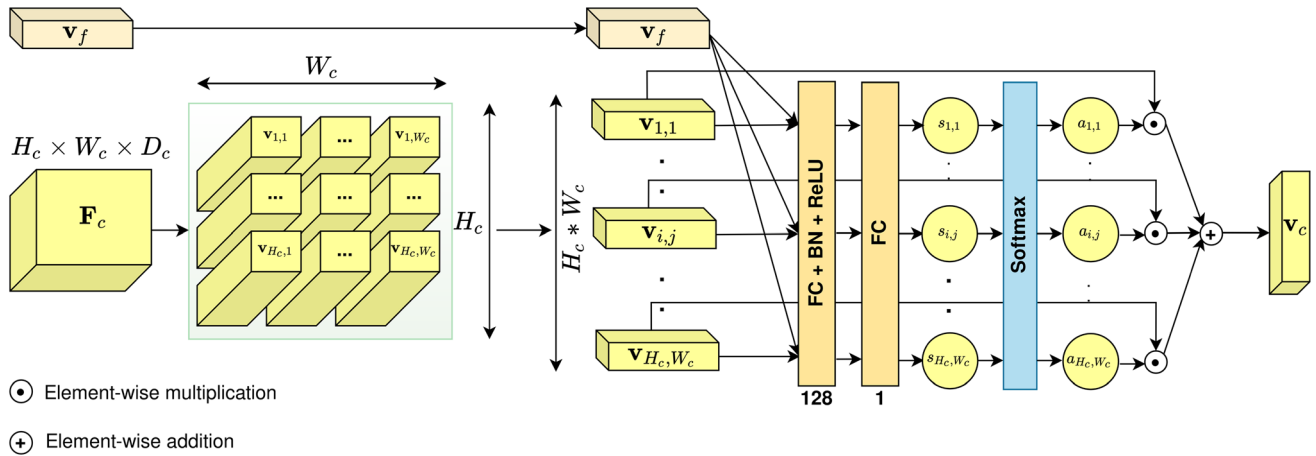 𝐯_f
𝐯_f
W_c
H_c × W_c × D_c
𝐅_c
𝐯_{1,1} ... 𝐯_{1,W_c}
... ... ...
𝐯_{H_c,1} ... 𝐯_{H_c,W_c}
H_c
H_c * W_c
𝐯_{1,1}
𝐯_{i,j}
𝐯_{H_c,W_c}
FC + BN + ReLU
128
FC
1
s_{1,1}
s_{i,j}
s_{H_c,W_c}
Softmax
a_{1,1}
a_{i,j}
a_{H_c,W_c}
𝐯_c
Element-wise multiplication
+ Element-wise addition